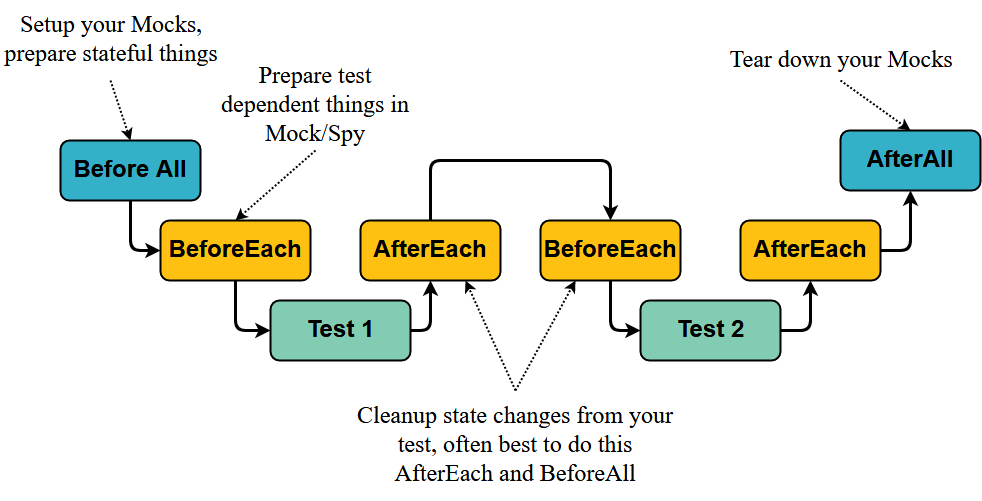 Setup your Mocks,
prepare stateful things
Prepare test
dependent things in
Mock/Spy
Tear down your Mocks
Before All
AfterAll
BeforeEach
AfterEach
BeforeEach
AfterEach
Test 1
Test 2
Cleanup state changes from your
test, often best to do this
AfterEach and BeforeAll